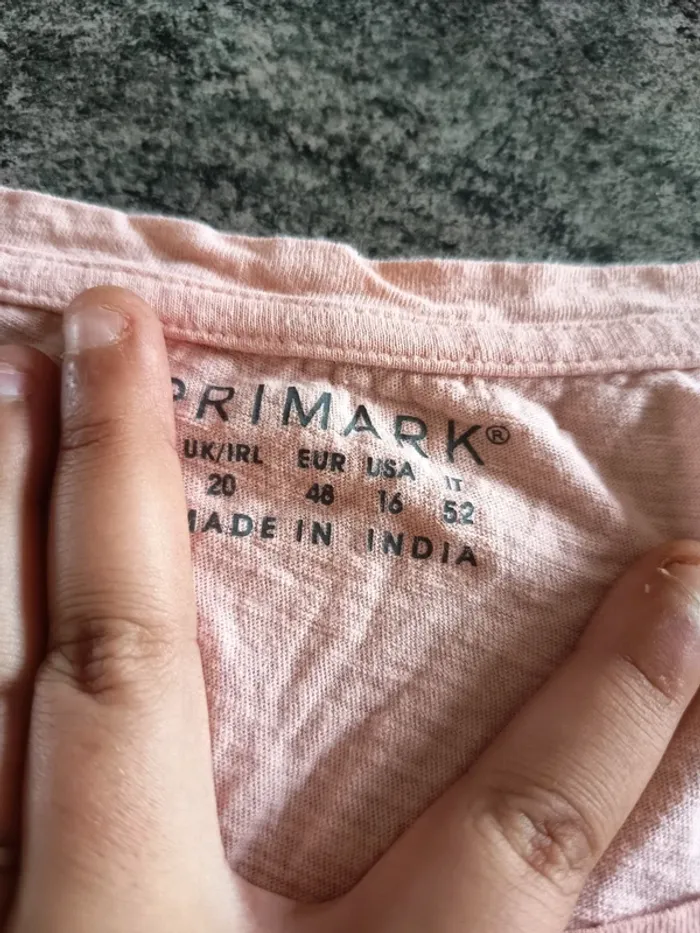 PRIMARK®
UK/IRL EUR USA IT
20 48 16 52
MADE IN INDIA